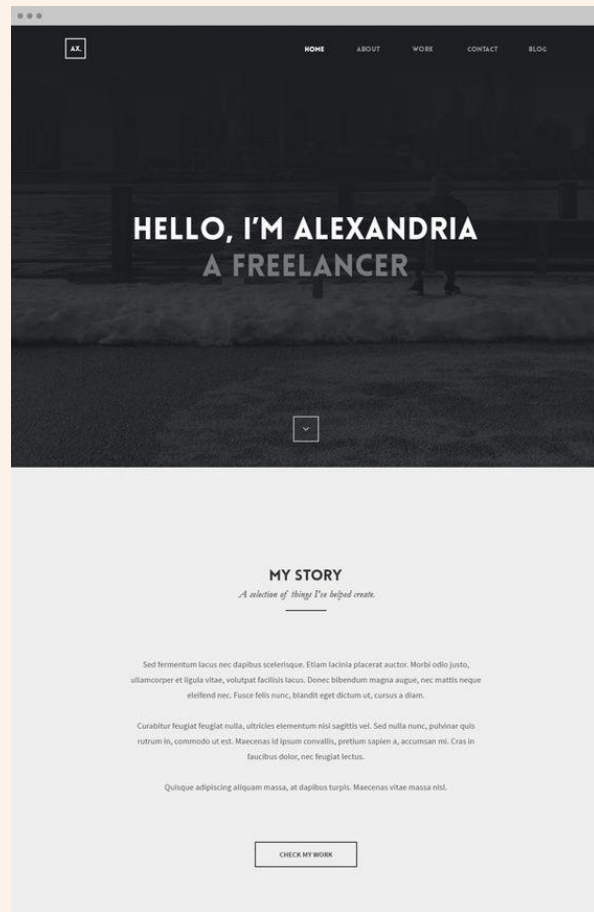 AX.
HOME ABOUT WORK CONTACT BLOG
HELLO, I'M ALEXANDRIA
A FREELANCER
MY STORY
A selection of things I've helped create.
Sed fermentum lacus nec dapibus scelerisque. Etiam lacinia placerat auctor. Morbi odio justo,
ullamcorper et ligula vitae, volutpat facilisis lacus. Donec bibendum magna augue, nec mattis neque
eleifend nec. Fusce felis nunc, blandit eget dictum ut, cursus a diam.
Curabitur feugiat feugiat nulla, ultricies elementum nisi sagittis vel. Sed nulla nunc, pulvinar quis
rutrum in, commodo ut est. Maecenas id ipsum convallis, pretium sapien a, accumsan mi. Cras in
faucibus dolor, nec feugiat lectus.
Quisque adipiscing aliquam massa, at dapibus turpis. Maecenas vitae massa nisl.
CHECK MY WORK